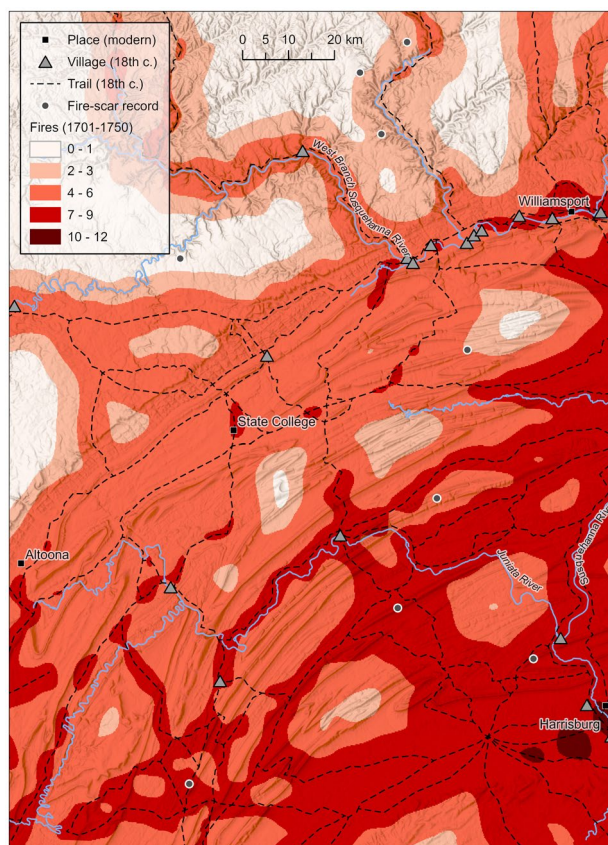 Place (modern)
Village (18th c.)
Trail (18th c.)
Fire-scar record
Fires (1701-1750)
0 - 1
2 - 3
4 - 6
7 - 9
10 - 12
0 5 10 20 km
West Branch Susquehanna River
Williamsport
State College
Altoona
Juniata River
Susquehanna River
Harrisburg